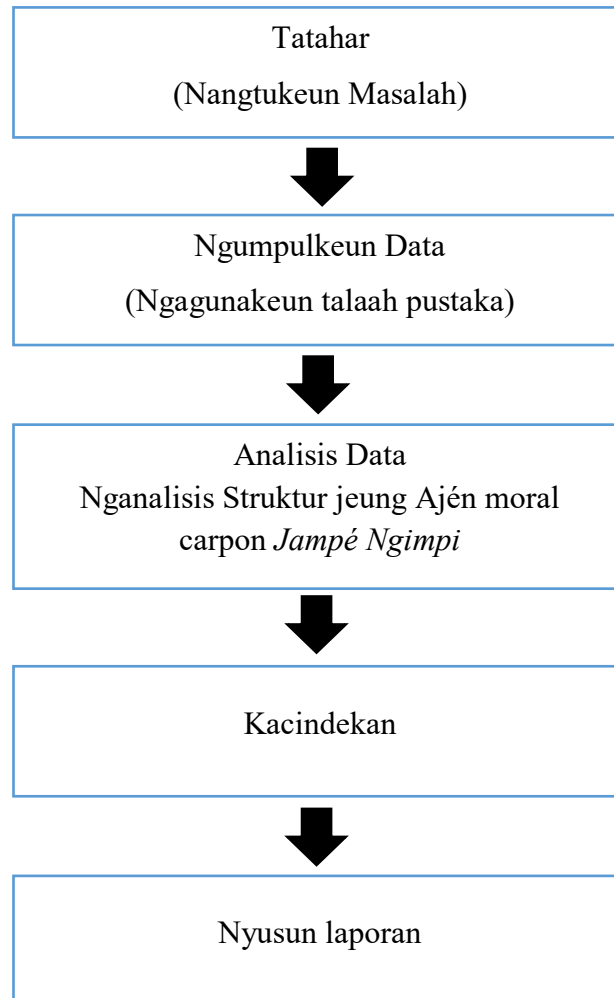 Tatahar
(Nangtukeun Masalah)
Ngumpulkeun Data
(Ngagunakeun talaah pustaka)
Analisis Data
Nganalisis Struktur jeung Ajén moral
carpon Jampé Ngimpi
Kacindekan
Nyusun laporan